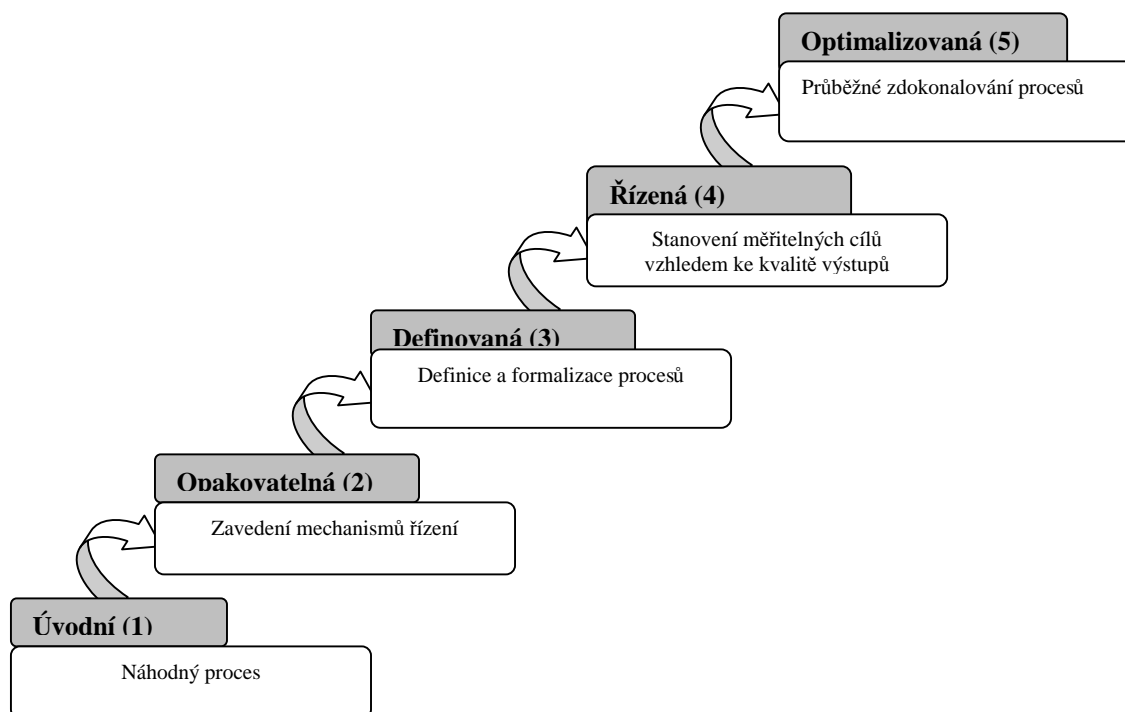 Optimalizovaná (5)
Průběžné zdokonalování procesů
Řízená (4)
Stanovení měřitelných cílů
vzhledem ke kvalitě výstupů
Definovaná (3)
Definice a formalizace procesů
Opakovatelná (2)
Zavedení mechanismů řízení
Úvodní (1)
Náhodný proces